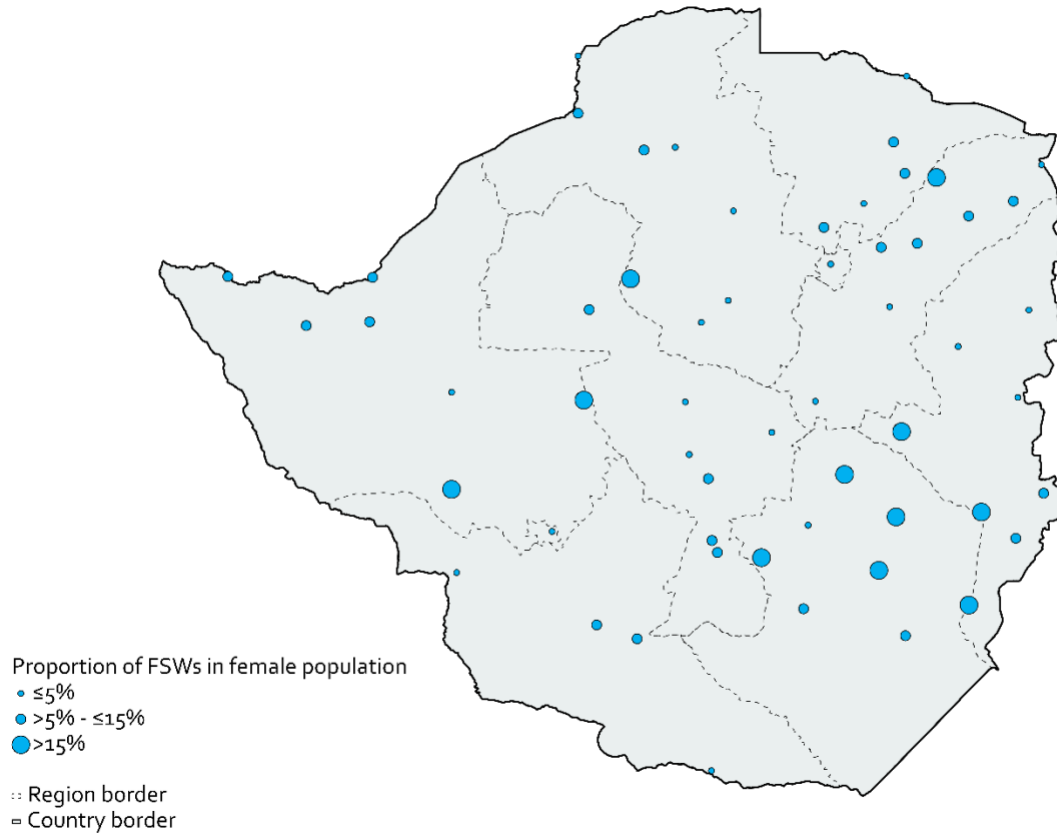 Proportion of FSWs in female population
≤5%
>5% - ≤15%
>15%
Region border
Country border